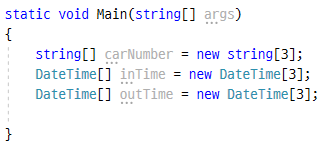 static void Main(string[] args)
{
string[] carNumber = new string[3];
DateTime[] inTime = new DateTime[3];
DateTime[] outTime = new DateTime[3];
}